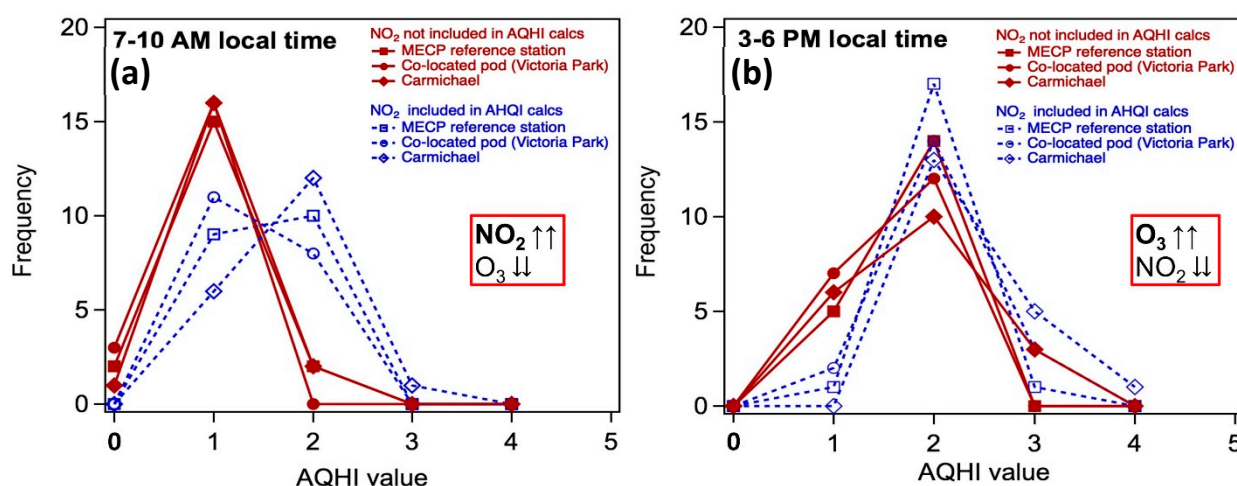 7-10 AM local time
(a)
NO₂ not included in AQHI calcs
MECP reference station
Co-located pod (Victoria Park)
Carmichael
NO₂ included in AHQI calcs
MECP reference station
Co-located pod (Victoria Park)
Carmichael
NO₂ ↑↑
O₃ ↓↓
Frequency
20
15
10
5
0
0 1 2 3 4 5
AQHI value
3-6 PM local time
(b)
NO₂ not included in AQHI calcs
MECP reference station
Co-located pod (Victoria Park)
Carmichael
NO₂ included in AHQI calcs
MECP reference station
Co-located pod (Victoria Park)
Carmichael
O₃ ↑↑
NO₂ ↓↓
Frequency
20
15
10
5
0
0 1 2 3 4 5
AQHI value